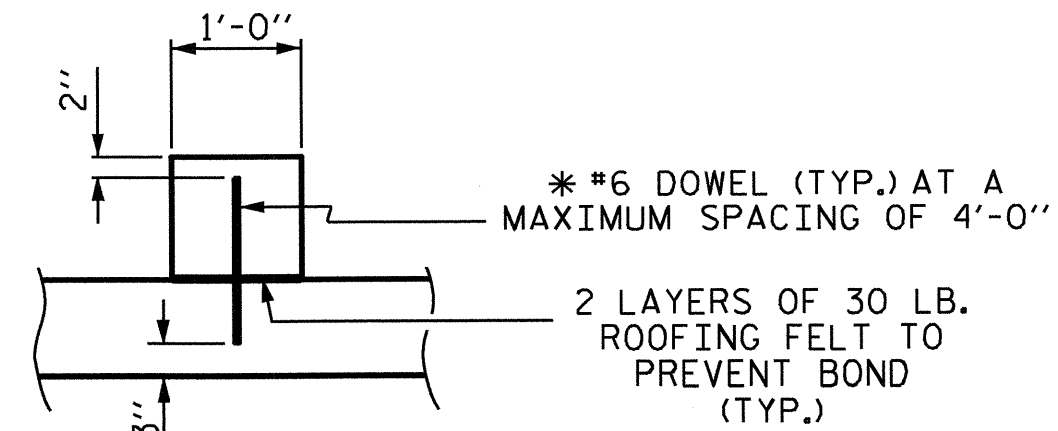 1'-0"
2"
* #6 DOWEL (TYP.) AT A
MAXIMUM SPACING OF 4'-0"
2 LAYERS OF 30 LB.
ROOFING FELT TO
PREVENT BOND
(TYP.)
3"